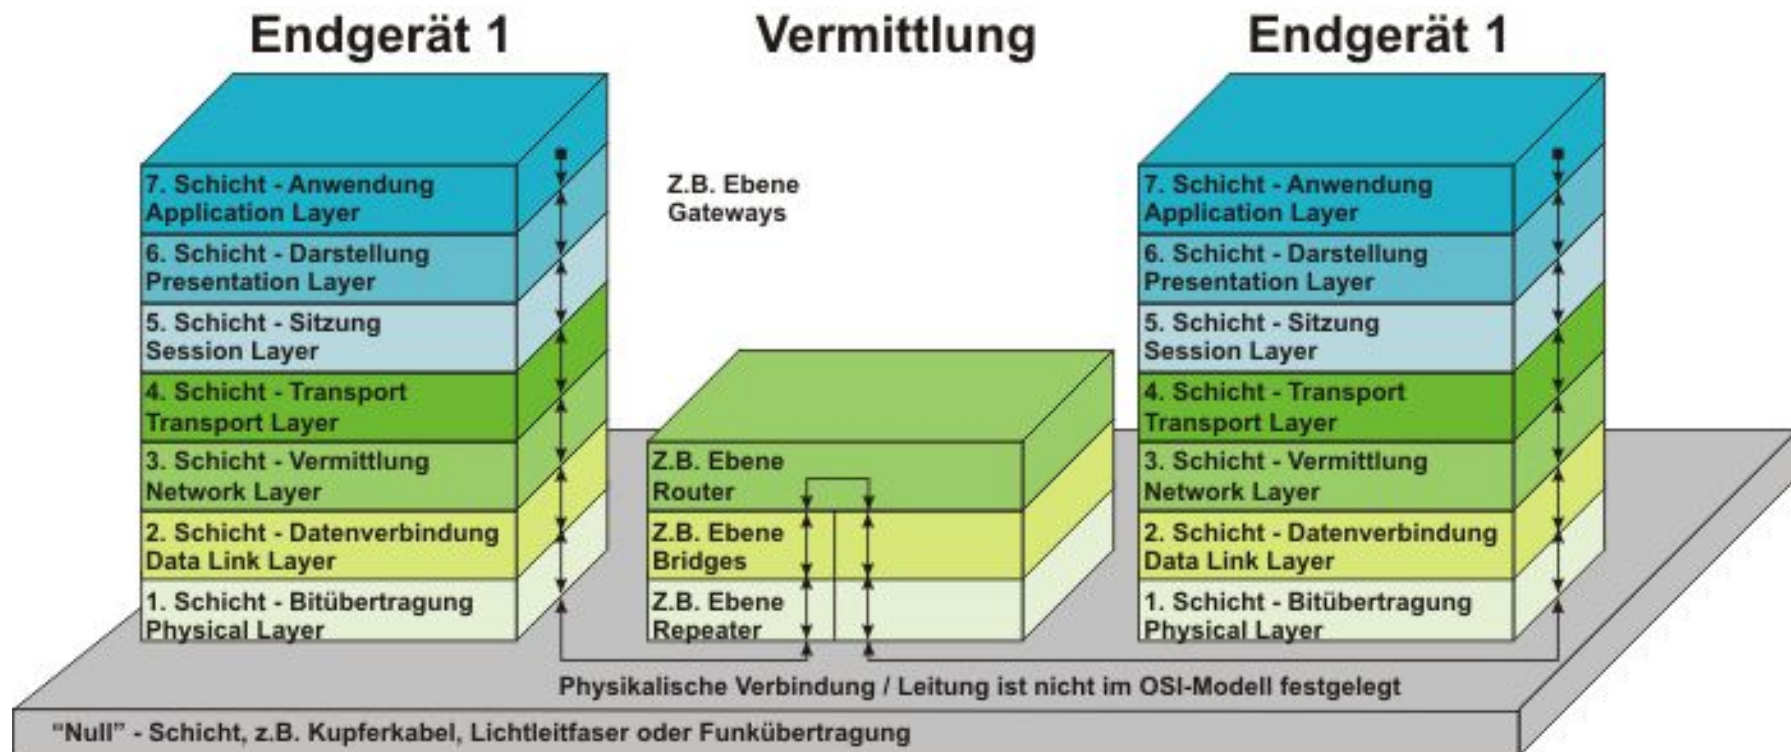 Endgerät 1
Vermittlung
Endgerät 1
7. Schicht - Anwendung
Application Layer
6. Schicht - Darstellung
Presentation Layer
5. Schicht - Sitzung
Session Layer
4. Schicht - Transport
Transport Layer
3. Schicht - Vermittlung
Network Layer
2. Schicht - Datenverbindung
Data Link Layer
1. Schicht - Bitübertragung
Physical Layer
Z.B. Ebene
Gateways
Z.B. Ebene
Router
Z.B. Ebene
Bridges
Z.B. Ebene
Repeater
7. Schicht - Anwendung
Application Layer
6. Schicht - Darstellung
Presentation Layer
5. Schicht - Sitzung
Session Layer
4. Schicht - Transport
Transport Layer
3. Schicht - Vermittlung
Network Layer
2. Schicht - Datenverbindung
Data Link Layer
1. Schicht - Bitübertragung
Physical Layer
Physikalische Verbindung / Leitung ist nicht im OSI-Modell festgelegt
“Null” - Schicht, z.B. Kupferkabel, Lichtleitfaser oder Funkübertragung